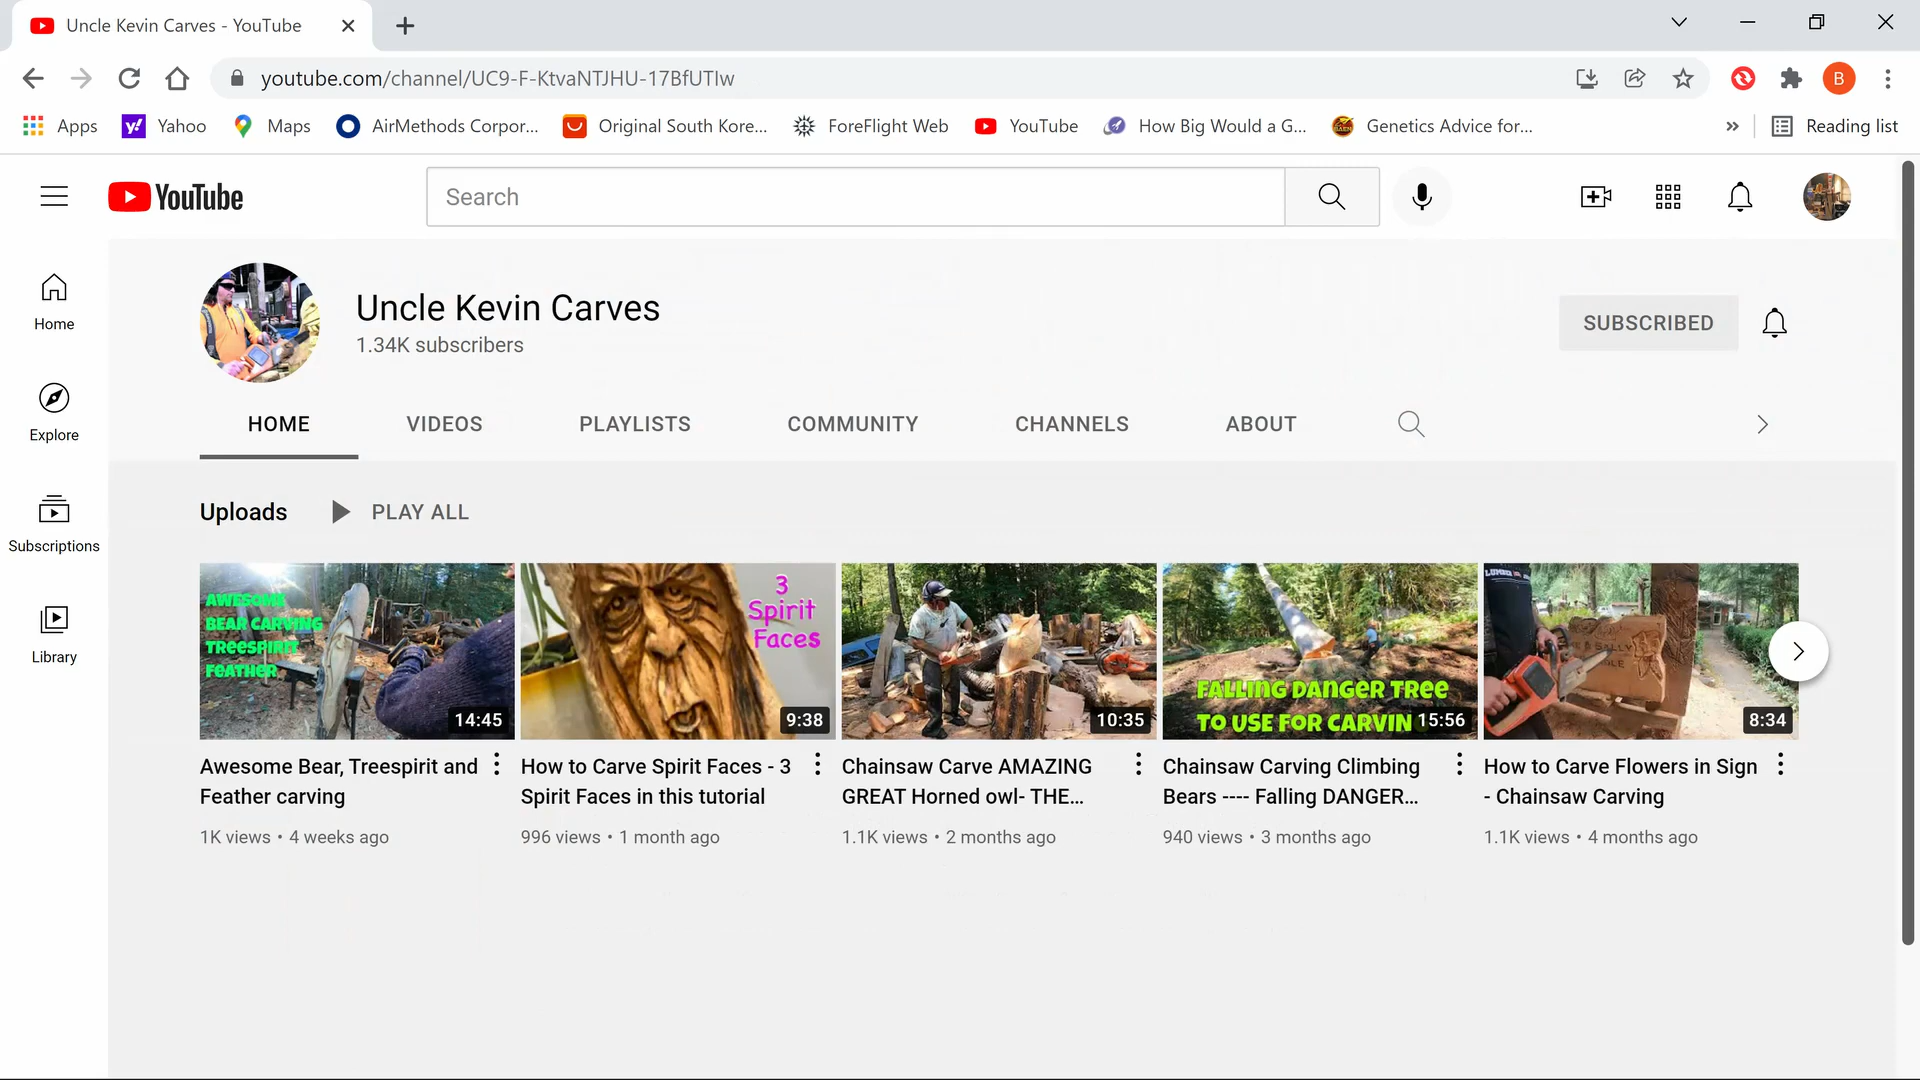 Uncle Kevin Carves - YouTube
youtube.com/channel/UC9-F-KtvaNTJHU-17BfUTIw
B
Apps
Yahoo
Maps
AirMethods Corpor...
Original South Kore...
ForeFlight Web
YouTube
How Big Would a G...
Genetics Advice for...
Reading list
YouTube
Search
Home
Explore
Subscriptions
Library
Uncle Kevin Carves
1.34K subscribers
SUBSCRIBED
HOME
VIDEOS
PLAYLISTS
COMMUNITY
CHANNELS
ABOUT
Uploads
PLAY ALL
AWESOME
BEAR CARVING
TREESPIRIT
FEATHER
14:45
3
Spirit
Faces
9:38
10:35
FALLING DANGER TREE
TO USE FOR CARVIN
15:56
8:34
Awesome Bear, Treespirit and
Feather carving
1K views • 4 weeks ago
How to Carve Spirit Faces - 3
Spirit Faces in this tutorial
996 views • 1 month ago
Chainsaw Carve AMAZING
GREAT Horned owl- THE...
1.1K views • 2 months ago
Chainsaw Carving Climbing
Bears ---- Falling DANGER...
940 views • 3 months ago
How to Carve Flowers in Sign
- Chainsaw Carving
1.1K views • 4 months ago